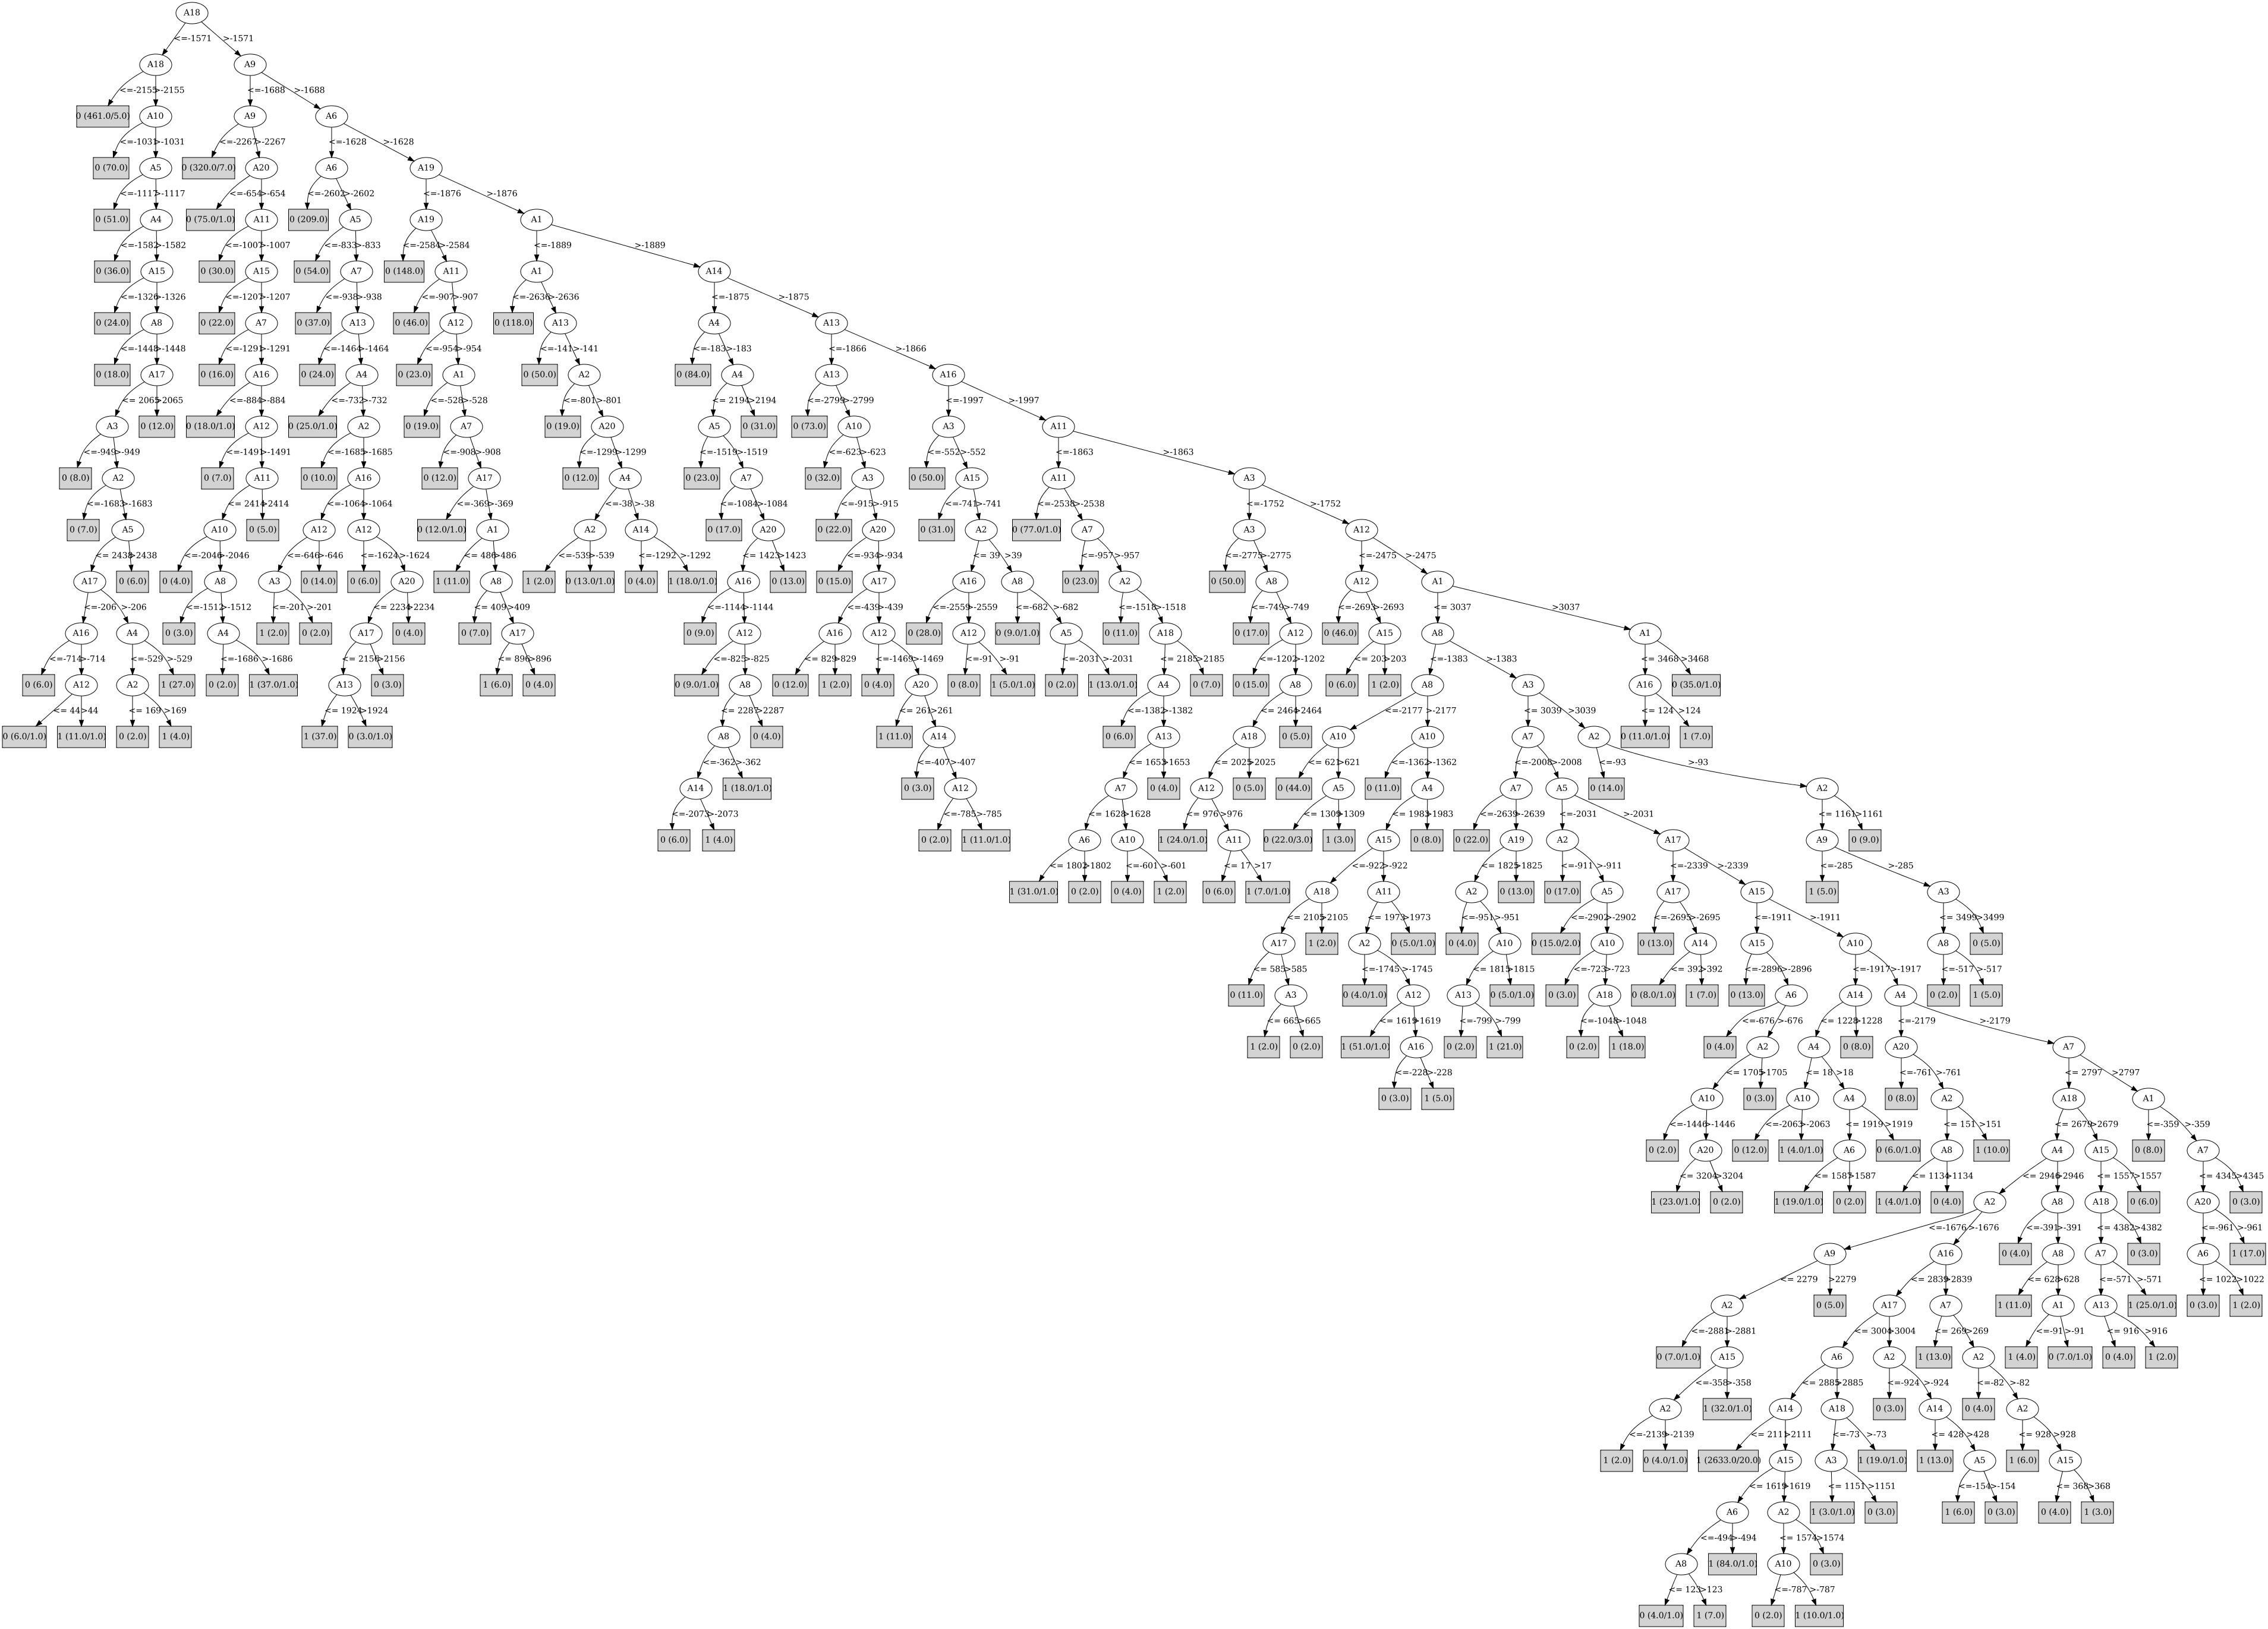 A18
<=-1571 >-1571
A18 A9
<=-2155 >-2155 <=-1688 >-1688
0 (461.0/5.0) A10 A9 A6
<=-1031 >-1031 <=-2267 >-2267 <=-1628 >-1628
0 (70.0) A5 0 (320.0/7.0) A20 A6 A19
<=-1117 >-1117 <=-654 >-654 <=-2602 >-2602 <=-1876 >-1876
0 (51.0) A4 0 (75.0/1.0) A11 0 (209.0) A5 A19 A1
<=-1582 >-1582 <=-1007 >-1007 <=-833 >-833 <=-2584 >-2584 <=-1889 >-1889
0 (36.0) A15 0 (30.0) A15 0 (54.0) A7 0 (148.0) A11 A1 A14
<=-1326 >-1326 <=-1207 >-1207 <=-938 >-938 <=-907 >-907 <=-2636 >-2636 <=-1875 >-1875
0 (24.0) A8 0 (22.0) A7 0 (37.0) A13 0 (46.0) A12 0 (118.0) A13 A4 A13
<=-1448 >-1448 <=-1291 >-1291 <=-1464 >-1464 <=-954 >-954 <=-141 >-141 <=-183 >-183 <=-1866 >-1866
0 (18.0) A17 0 (16.0) A16 0 (24.0) A4 0 (23.0) A1 0 (50.0) A2 0 (84.0) A4 A13 A16
<= 2065 >2065 <=-884 >-884 <=-732 >-732 <=-528 >-528 <=-801 >-801 <= 2194 >2194 <=-2799 >-2799 <=-1997 >-1997
A3 0 (12.0) 0 (18.0/1.0) A12 0 (25.0/1.0) A2 0 (19.0) A7 0 (19.0) A20 A5 0 (31.0) 0 (73.0) A10 A3 A11
<=-949 >-949 <=-1491 >-1491 <=-1685 >-1685 <=-908 >-908 <=-1299 >-1299 <=-1519 >-1519 <=-623 >-623 <=-552 >-552 <=-1863 >-1863
0 (8.0) A2 0 (7.0) A11 0 (10.0) A16 0 (12.0) A17 0 (12.0) A4 0 (23.0) A7 0 (32.0) A3 0 (50.0) A15 A11 A3
<=-1683 >-1683 <= 2414 >2414 <=-1064 >-1064 <=-369 >-369 <=-38 >-38 <=-1084 >-1084 <=-915 >-915 <=-741 >-741 <=-2538 >-2538 <=-1752 >-1752
0 (7.0) A5 A10 0 (5.0) A12 A12 0 (12.0/1.0) A1 A2 A14 0 (17.0) A20 0 (22.0) A20 0 (31.0) A2 0 (77.0/1.0) A7 A3 A12
<= 2438 >2438 <=-2046 >-2046 <=-646 >-646 <=-1624 >-1624 <= 486 >486 <=-539 >-539 <=-1292 >-1292 <= 1423 >1423 <=-934 >-934 <= 39 >39 <=-957 >-957 <=-2775 >-2775 <=-2475 >-2475
A17 0 (6.0) 0 (4.0) A8 A3 0 (14.0) 0 (6.0) A20 1 (11.0) A8 1 (2.0) 0 (13.0/1.0) 0 (4.0) 1 (18.0/1.0) A16 0 (13.0) 0 (15.0) A17 A16 A8 0 (23.0) A2 0 (50.0) A8 A12 A1
<=-206 >-206 <=-1512 >-1512 <=-201 >-201 <= 2234 >2234 <= 409 >409 <=-1144 >-1144 <=-439 >-439 <=-2559 >-2559 <=-682 >-682 <=-1518 >-1518 <=-749 >-749 <=-2693 >-2693 <= 3037 >3037
A16 A4 0 (3.0) A4 1 (2.0) 0 (2.0) A17 0 (4.0) 0 (7.0) A17 0 (9.0) A12 A16 A12 0 (28.0) A12 0 (9.0/1.0) A5 0 (11.0) A18 0 (17.0) A12 0 (46.0) A15 A8 A1
<=-714 >-714 <=-529 >-529 <=-1686 >-1686 <= 2156 >2156 <= 896 >896 <=-825 >-825 <= 829 >829 <=-1469 >-1469 <=-91 >-91 <=-2031 >-2031 <= 2185 >2185 <=-1202 >-1202 <= 203 >203 <=-1383 >-1383 <= 3468 >3468
0 (6.0) A12 A2 1 (27.0) 0 (2.0) 1 (37.0/1.0) A13 0 (3.0) 1 (6.0) 0 (4.0) 0 (9.0/1.0) A8 0 (12.0) 1 (2.0) 0 (4.0) A20 0 (8.0) 1 (5.0/1.0) 0 (2.0) 1 (13.0/1.0) A4 0 (7.0) 0 (15.0) A8 0 (6.0) 1 (2.0) A8 A3 A16 0 (35.0/1.0)
<= 44 >44 <= 169 >169 <= 1924 >1924 <= 2287 >2287 <= 261 >261 <=-1382 >-1382 <= 2464 >2464 <=-2177 >-2177 <= 3039 >3039 <= 124 >124
0 (6.0/1.0) 1 (11.0/1.0) 0 (2.0) 1 (4.0) 1 (37.0) 0 (3.0/1.0) A8 0 (4.0) 1 (11.0) A14 0 (6.0) A13 A18 0 (5.0) A10 A10 A7 A2 0 (11.0/1.0) 1 (7.0)
<=-362 >-362 <=-407 >-407 <= 1653 >1653 <= 2025 >2025 <= 621 >621 <=-1362 >-1362 <=-2008 >-2008 <=-93 >-93
A14 1 (18.0/1.0) 0 (3.0) A12 A7 0 (4.0) A12 0 (5.0) 0 (44.0) A5 0 (11.0) A4 A7 A5 0 (14.0) A2
<=-2073 >-2073 <=-785 >-785 <= 1628 >1628 <= 976 >976 <= 1309 >1309 <= 1983 >1983 <=-2639 >-2639 <=-2031 >-2031 <= 1161 >1161
0 (6.0) 1 (4.0) 0 (2.0) 1 (11.0/1.0) A6 A10 1 (24.0/1.0) A11 0 (22.0/3.0) 1 (3.0) A15 0 (8.0) 0 (22.0) A19 A2 A17 A9 0 (9.0)
<= 1802 >1802 <=-601 >-601 <= 17 >17 <=-922 >-922 <= 1825 >1825 <=-911 >-911 <=-2339 >-2339 <=-285 >-285
1 (31.0/1.0) 0 (2.0) 0 (4.0) 1 (2.0) 0 (6.0) 1 (7.0/1.0) A18 A11 A2 0 (13.0) 0 (17.0) A5 A17 A15 1 (5.0) A3
<= 2105 >2105 <= 1973 >1973 <=-951 >-951 <=-2902 >-2902 <=-2695 >-2695 <=-1911 >-1911 <= 3499 >3499
A17 1 (2.0) A2 0 (5.0/1.0) 0 (4.0) A10 0 (15.0/2.0) A10 0 (13.0) A14 A15 A10 A8 0 (5.0)
<= 585 >585 <=-1745 >-1745 <= 1815 >1815 <=-723 >-723 <= 392 >392 <=-2896 >-2896 <=-1917 >-1917 <=-517 >-517
0 (11.0) A3 0 (4.0/1.0) A12 A13 0 (5.0/1.0) 0 (3.0) A18 0 (8.0/1.0) 1 (7.0) 0 (13.0) A6 A14 A4 0 (2.0) 1 (5.0)
<= 665 >665 <= 1619 >1619 <=-799 >-799 <=-1048 >-1048 <=-676 >-676 <= 1228 >1228 <=-2179 >-2179
1 (2.0) 0 (2.0) 1 (51.0/1.0) A16 0 (2.0) 1 (21.0) 0 (2.0) 1 (18.0) 0 (4.0) A2 A4 0 (8.0) A20 A7
<=-228 >-228 <= 1705 >1705 <= 18 >18 <=-761 >-761 <= 2797 >2797
0 (3.0) 1 (5.0) A10 0 (3.0) A10 A4 0 (8.0) A2 A18 A1
<=-1446 >-1446 <=-2063 >-2063 <= 1919 >1919 <= 151 >151 <= 2679 >2679 <=-359 >-359
0 (2.0) A20 0 (12.0) 1 (4.0/1.0) A6 0 (6.0/1.0) A8 1 (10.0) A4 A15 0 (8.0) A7
<= 3204 >3204 <= 1587 >1587 <= 1134 >1134 <= 2946 >2946 <= 1557 >1557 <= 4345 >4345
1 (23.0/1.0) 0 (2.0) 1 (19.0/1.0) 0 (2.0) 1 (4.0/1.0) 0 (4.0) A2 A8 A18 0 (6.0) A20 0 (3.0)
<=-1676 >-1676 <=-391 >-391 <= 4382 >4382 <=-961 >-961
A9 A16 0 (4.0) A8 A7 0 (3.0) A6 1 (17.0)
<= 2279 >2279 <= 2839 >2839 <= 628 >628 <=-571 >-571 <= 1022 >1022
A2 0 (5.0) A17 A7 1 (11.0) A1 A13 1 (25.0/1.0) 0 (3.0) 1 (2.0)
<=-2881 >-2881 <= 3004 >3004 <= 269 >269 <=-91 >-91 <= 916 >916
0 (7.0/1.0) A15 A6 A2 1 (13.0) A2 1 (4.0) 0 (7.0/1.0) 0 (4.0) 1 (2.0)
<=-358 >-358 <= 2885 >2885 <=-924 >-924 <=-82 >-82
A2 1 (32.0/1.0) A14 A18 0 (3.0) A14 0 (4.0) A2
<=-2139 >-2139 <= 2111 >2111 <=-73 >-73 <= 428 >428 <= 928 >928
1 (2.0) 0 (4.0/1.0) 1 (2633.0/20.0) A15 A3 1 (19.0/1.0) 1 (13.0) A5 1 (6.0) A15
<= 1619 >1619 <= 1151 >1151 <=-154 >-154 <= 368 >368
A6 A2 1 (3.0/1.0) 0 (3.0) 1 (6.0) 0 (3.0) 0 (4.0) 1 (3.0)
<=-494 >-494 <= 1574 >1574
A8 1 (84.0/1.0) A10 0 (3.0)
<= 123 >123 <=-787 >-787
0 (4.0/1.0) 1 (7.0) 0 (2.0) 1 (10.0/1.0)